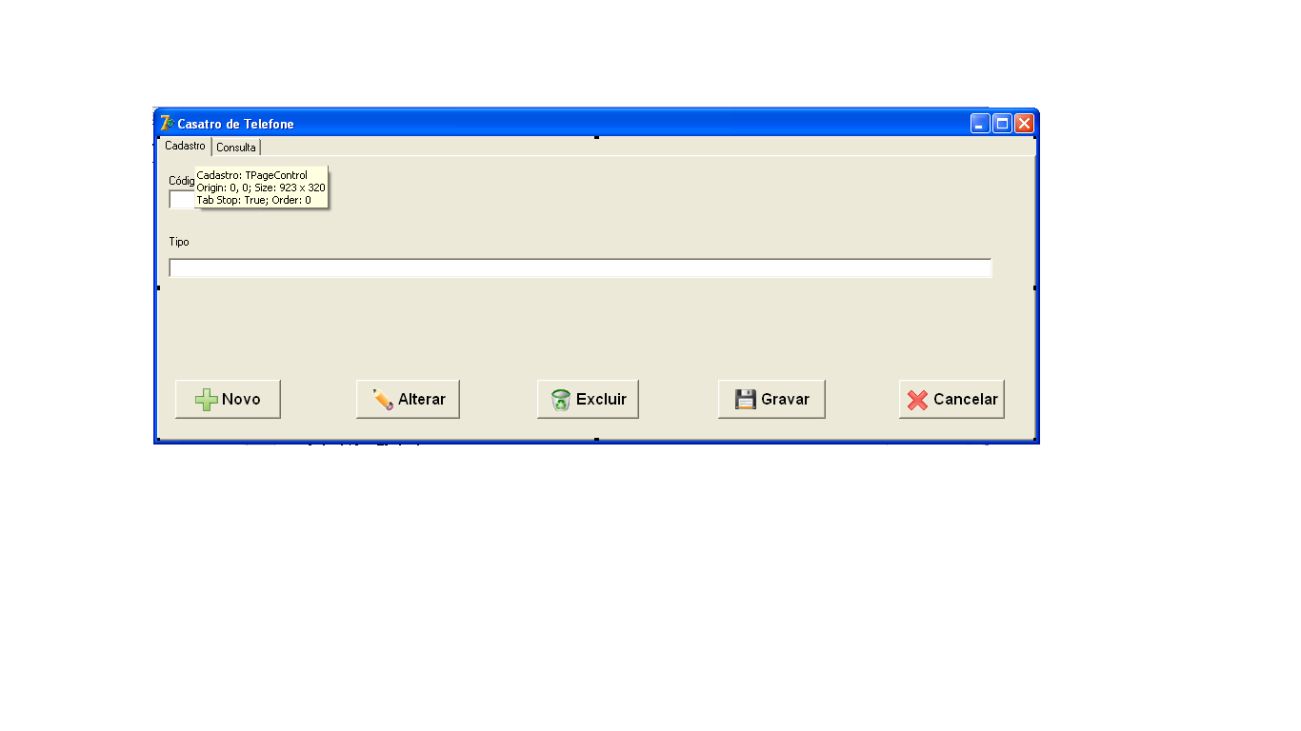 Casatro de Telefone
Cadastro Consulta
Códig
Cadastro: TPageControl
Origin: 0, 0; Size: 923 x 320
Tab Stop: True; Order: 0
Tipo
Novo Alterar Excluir Gravar Cancelar